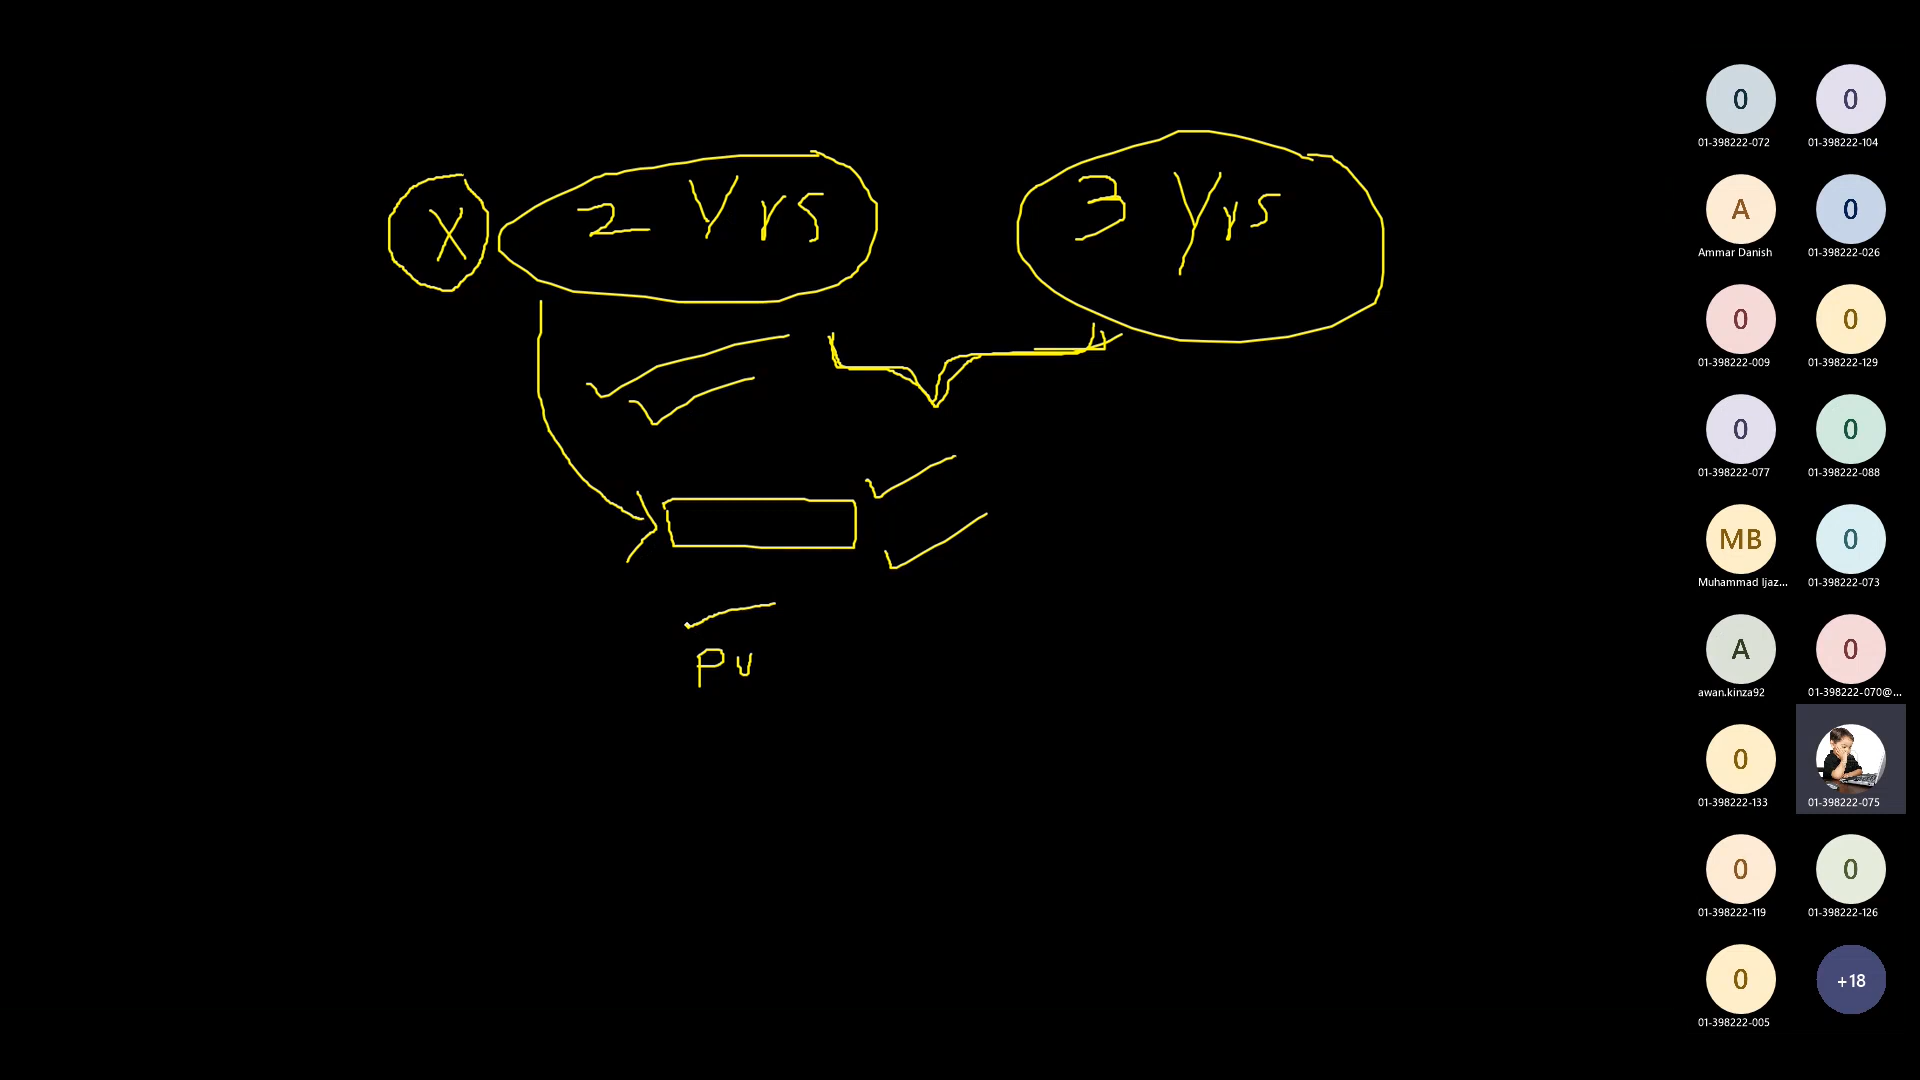 X 2 Yrs 3 Yrs
PV
0 0
01-398222-072 01-398222-104
A 0
Ammar Danish 01-398222-026
0 0
01-398222-009 01-398222-129
0 0
01-398222-077 01-398222-088
MB 0
Muhammad Ijaz... 01-398222-073
A 0
awan.kinza92 01-398222-070@...
0
01-398222-133 01-398222-075
0 0
01-398222-119 01-398222-126
0 +18
01-398222-005